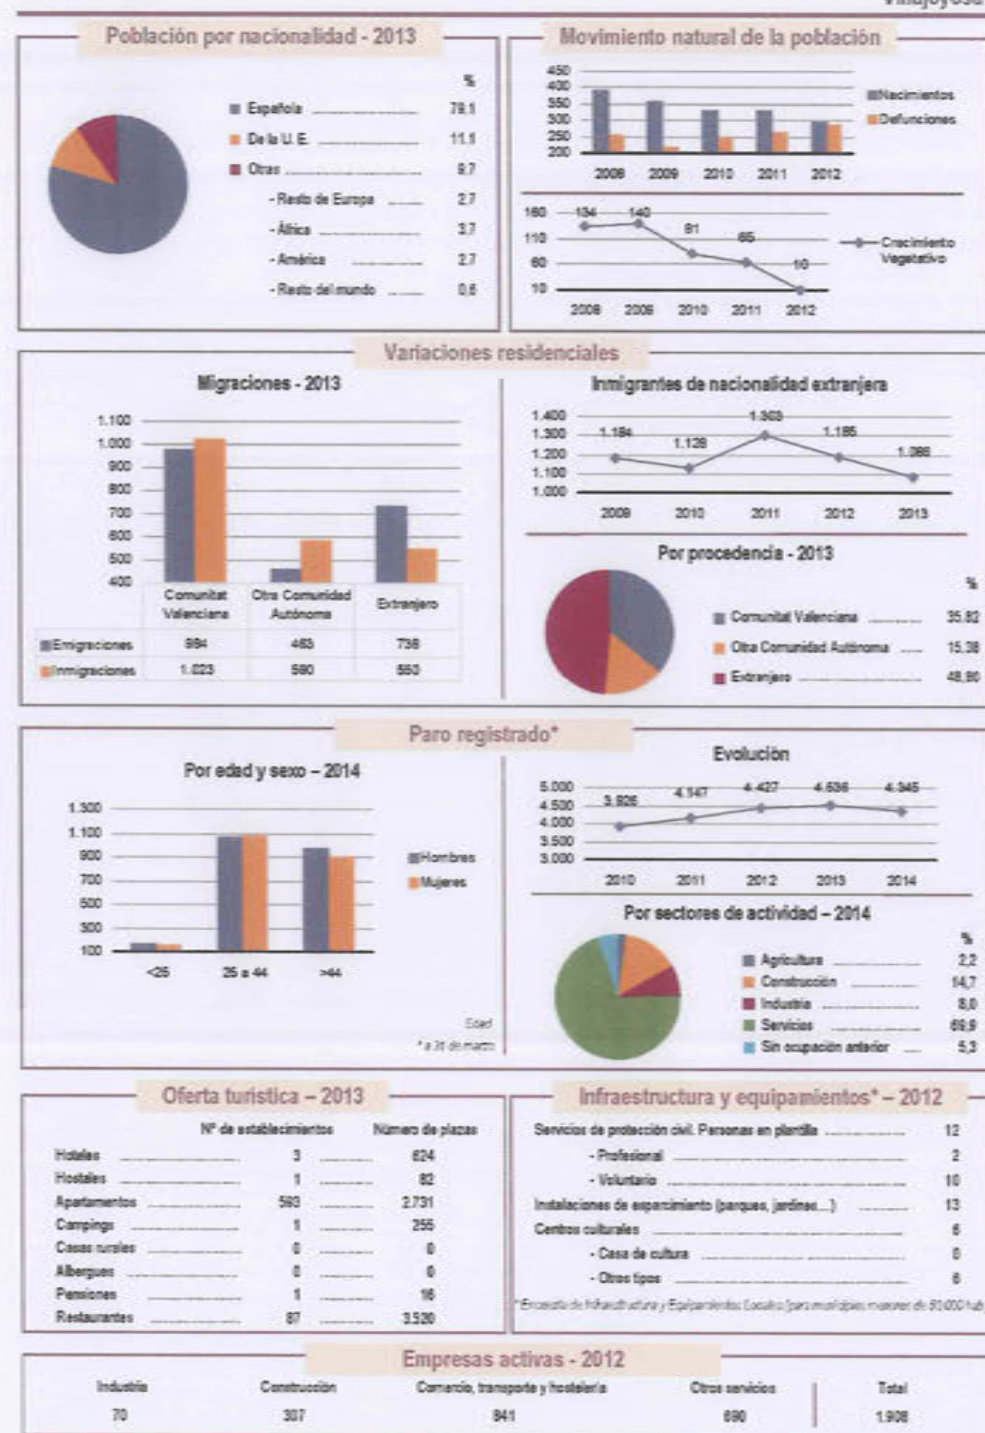 Población por nacionalidad - 2013
%
Española 79,1
De la U. E. 11.1
Otras 9.7
- Resto de Europa 2.7
- África 3.7
- América 2.7
- Resto del mundo 0,6
Movimiento natural de la población
450
400
350
300
250
200
Nacimientos
Defunciones
2008 2009 2010 2011 2012
160
110
60
10
134 140 81 65 10
Crecimiento
Vegetativo
2008 2009 2010 2011 2012
Variaciones residenciales
Migraciones - 2013
1.100
1.000
900
800
700
600
500
400
Comunitat Valenciana Otra Comunidad Autónoma Extranjero
Emigraciones 984 463 736
Inmigraciones 1.023 590 550
Inmigrantes de nacionalidad extranjera
1.400
1.300
1.200
1.100
1.000
1.184 1.128 1.303 1.185 1.086
2009 2010 2011 2012 2013
Por procedencia - 2013
%
Comunitat Valenciana 35,82
Otra Comunidad Autónoma 15,38
Extranjero 48,80
Paro registrado*
Por edad y sexo – 2014
1.300
1.100
900
700
500
300
100
Hombres
Mujeres
<25 25 a 44 >44
Edad
* a 31 de marzo
Evolución
5.000
4.500
4.000
3.500
3.000
3.926 4.147 4.427 4.536 4.345
2010 2011 2012 2013 2014
Por sectores de actividad – 2014
%
Agricultura 2,2
Construcción 14,7
Industria 8,0
Servicios 69,9
Sin ocupación anterior 5,3
Oferta turística – 2013
Nº de establecimientos Número de plazas
Hoteles 3 624
Hostales 1 82
Apartamentos 593 2.731
Campings 1 255
Casas rurales 0 0
Albergues 0 0
Pensiones 1 16
Restaurantes 87 3.520
Infraestructura y equipamientos* – 2012
Servicios de protección civil. Personas en plantilla 12
- Profesional 2
- Voluntario 10
Instalaciones de esparcimiento (parques, jardines...) 13
Centros culturales 6
- Casa de cultura 0
- Otros tipos 6
* Encuesta de Infraestructura y Equipamientos Locales (para municipios menores de 50.000 hab
Empresas activas - 2012
Industria Construcción Comercio, transporte y hostelería Otros servicios Total
70 307 841 690 1.908